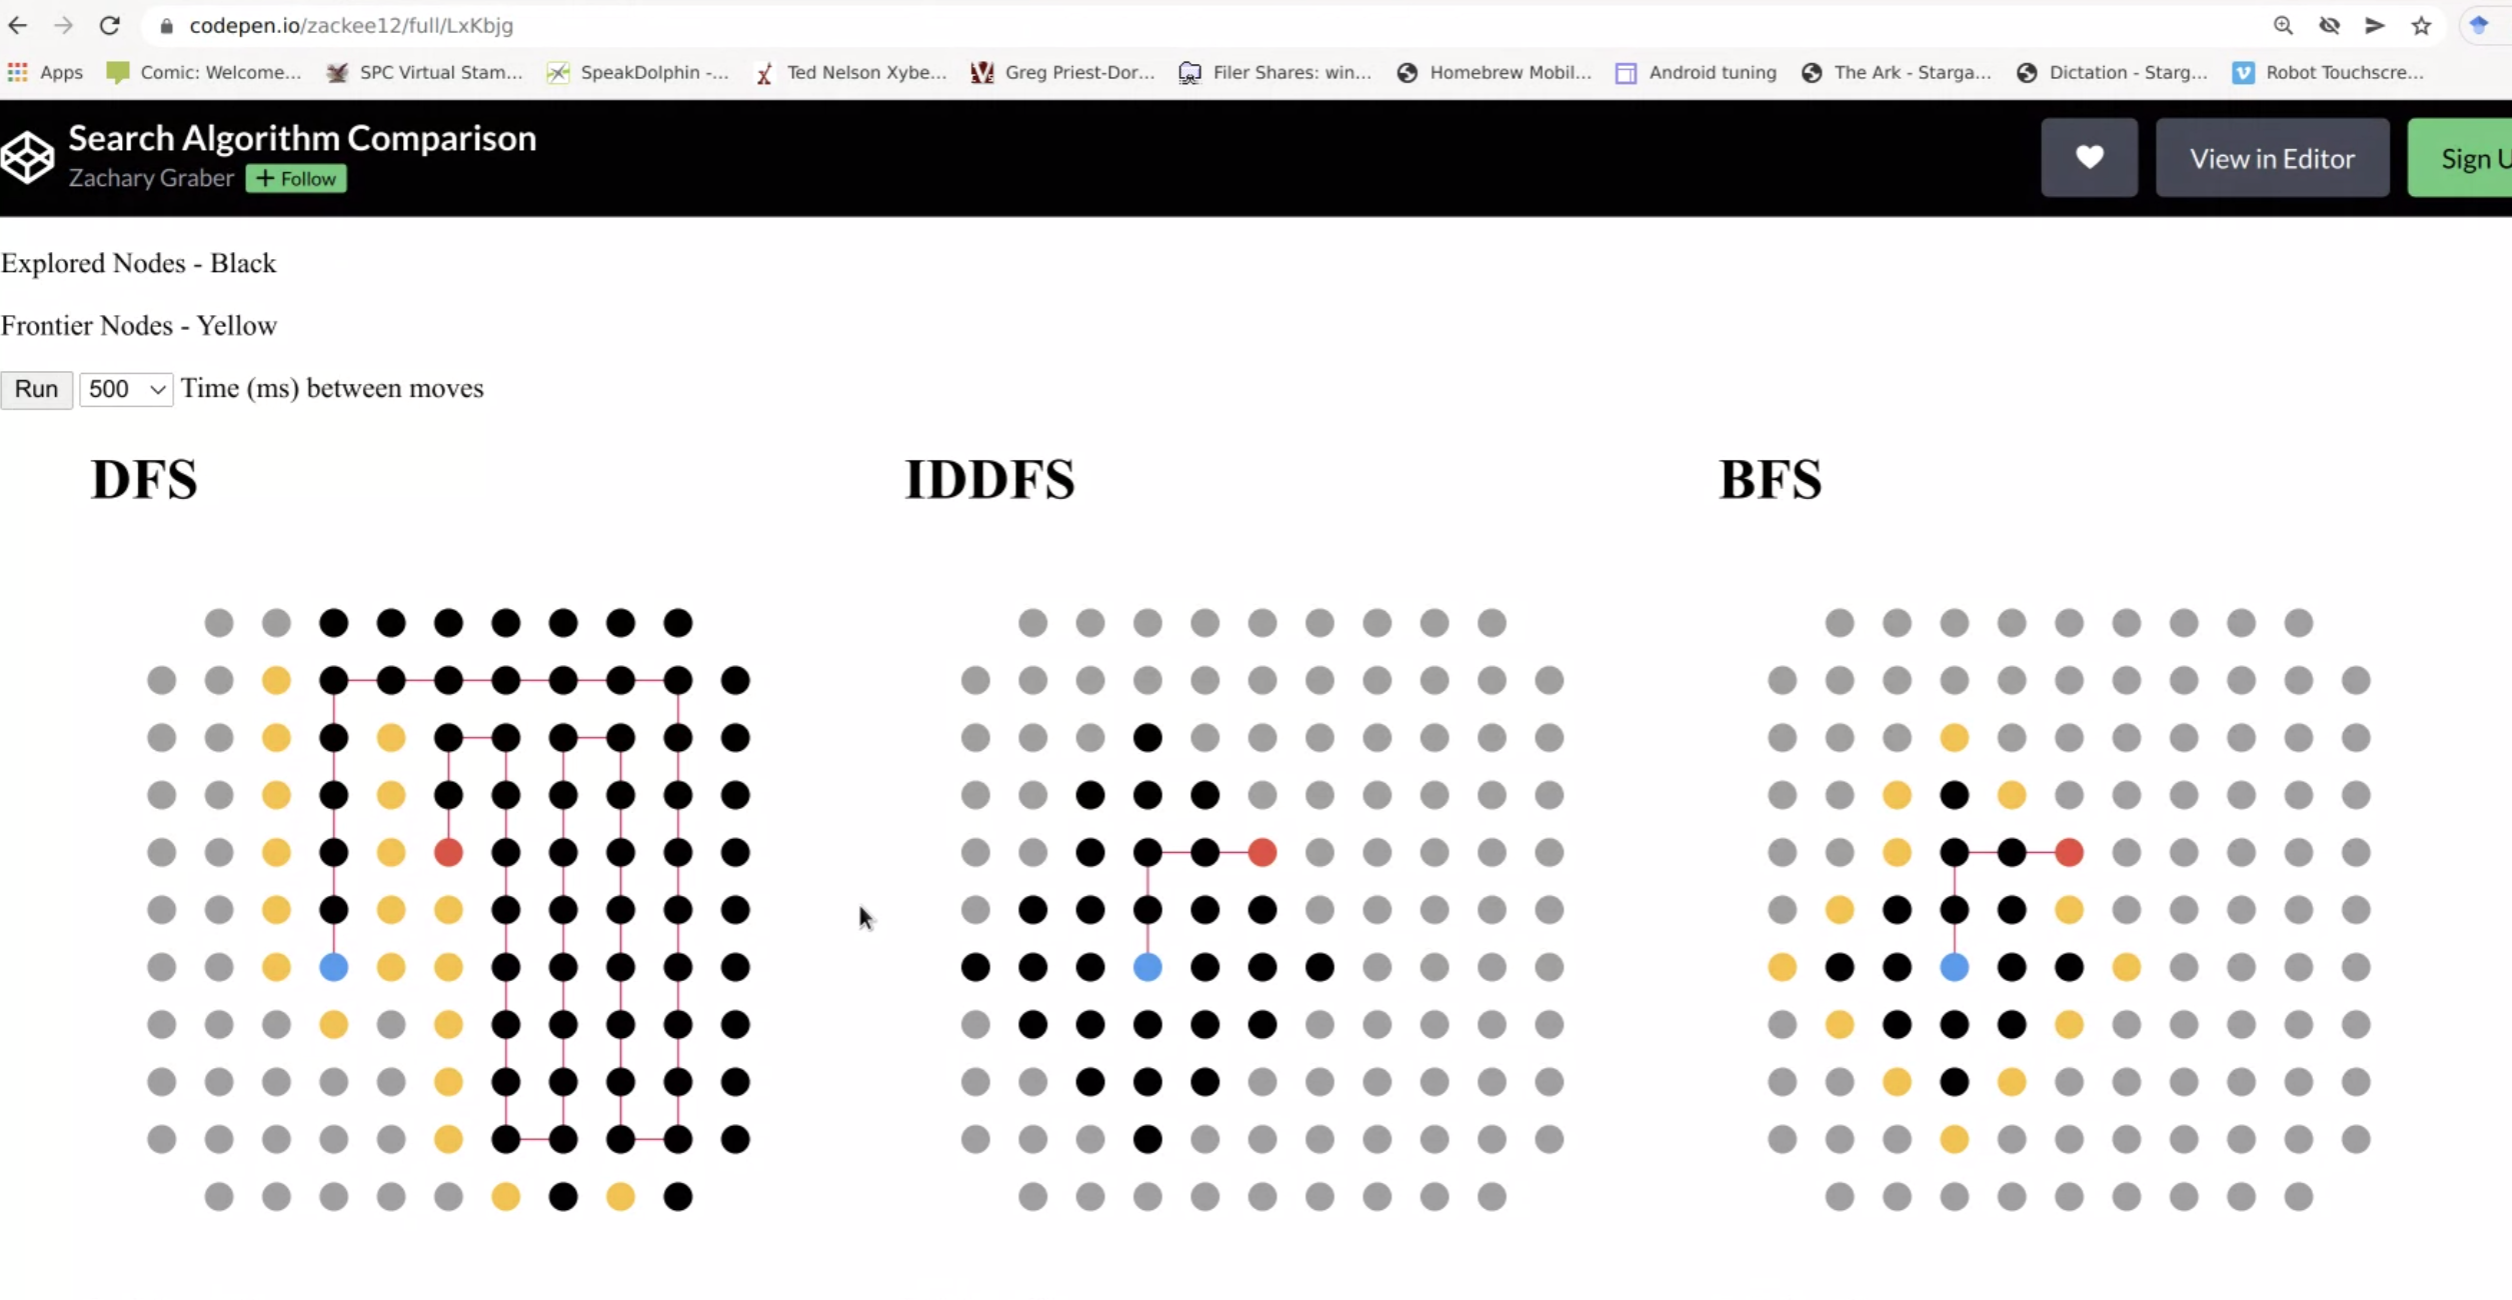 codepen.io/zackee12/full/LxKbjg
Apps Comic: Welcome... SPC Virtual Stam... SpeakDolphin -... Ted Nelson Xybe... Greg Priest-Dor... Filer Shares: win... Homebrew Mobil... Android tuning The Ark - Starga... Dictation - Starg... Robot Touchscre...
Search Algorithm Comparison
Zachary Graber + Follow
View in Editor
Sign U
Explored Nodes - Black
Frontier Nodes - Yellow
Run 500 Time (ms) between moves
DFS IDDFS BFS